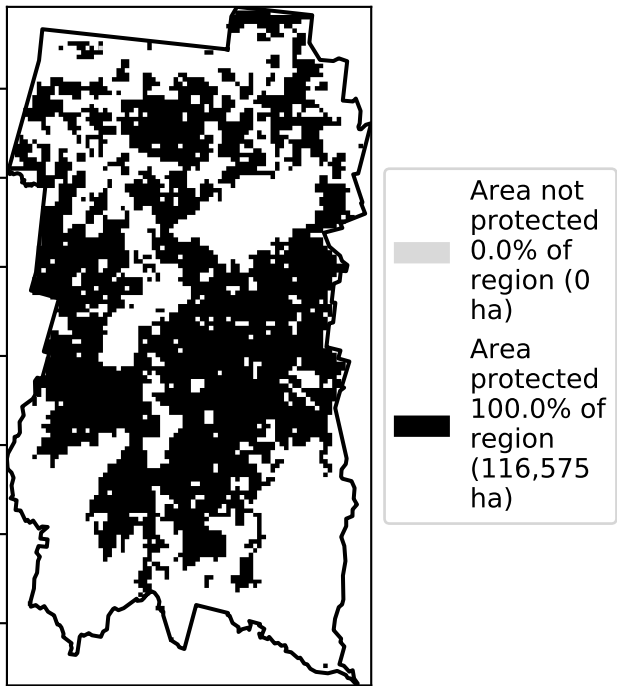 Area not
protected
0.0% of
region (0
ha)
Area
protected
100.0% of
region
(116,575
ha)